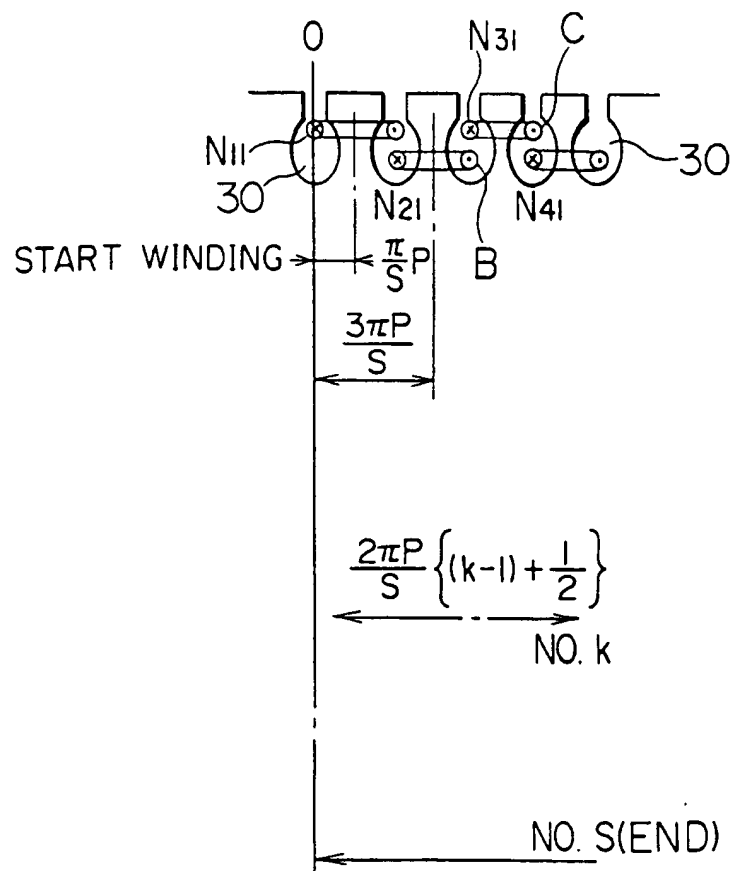 0
N31
C
N11
30
N21
N41
30
B
START WINDING
π/S P
3πP/S
2πP/S {(k-1)+1/2}
NO. k
NO. S(END)